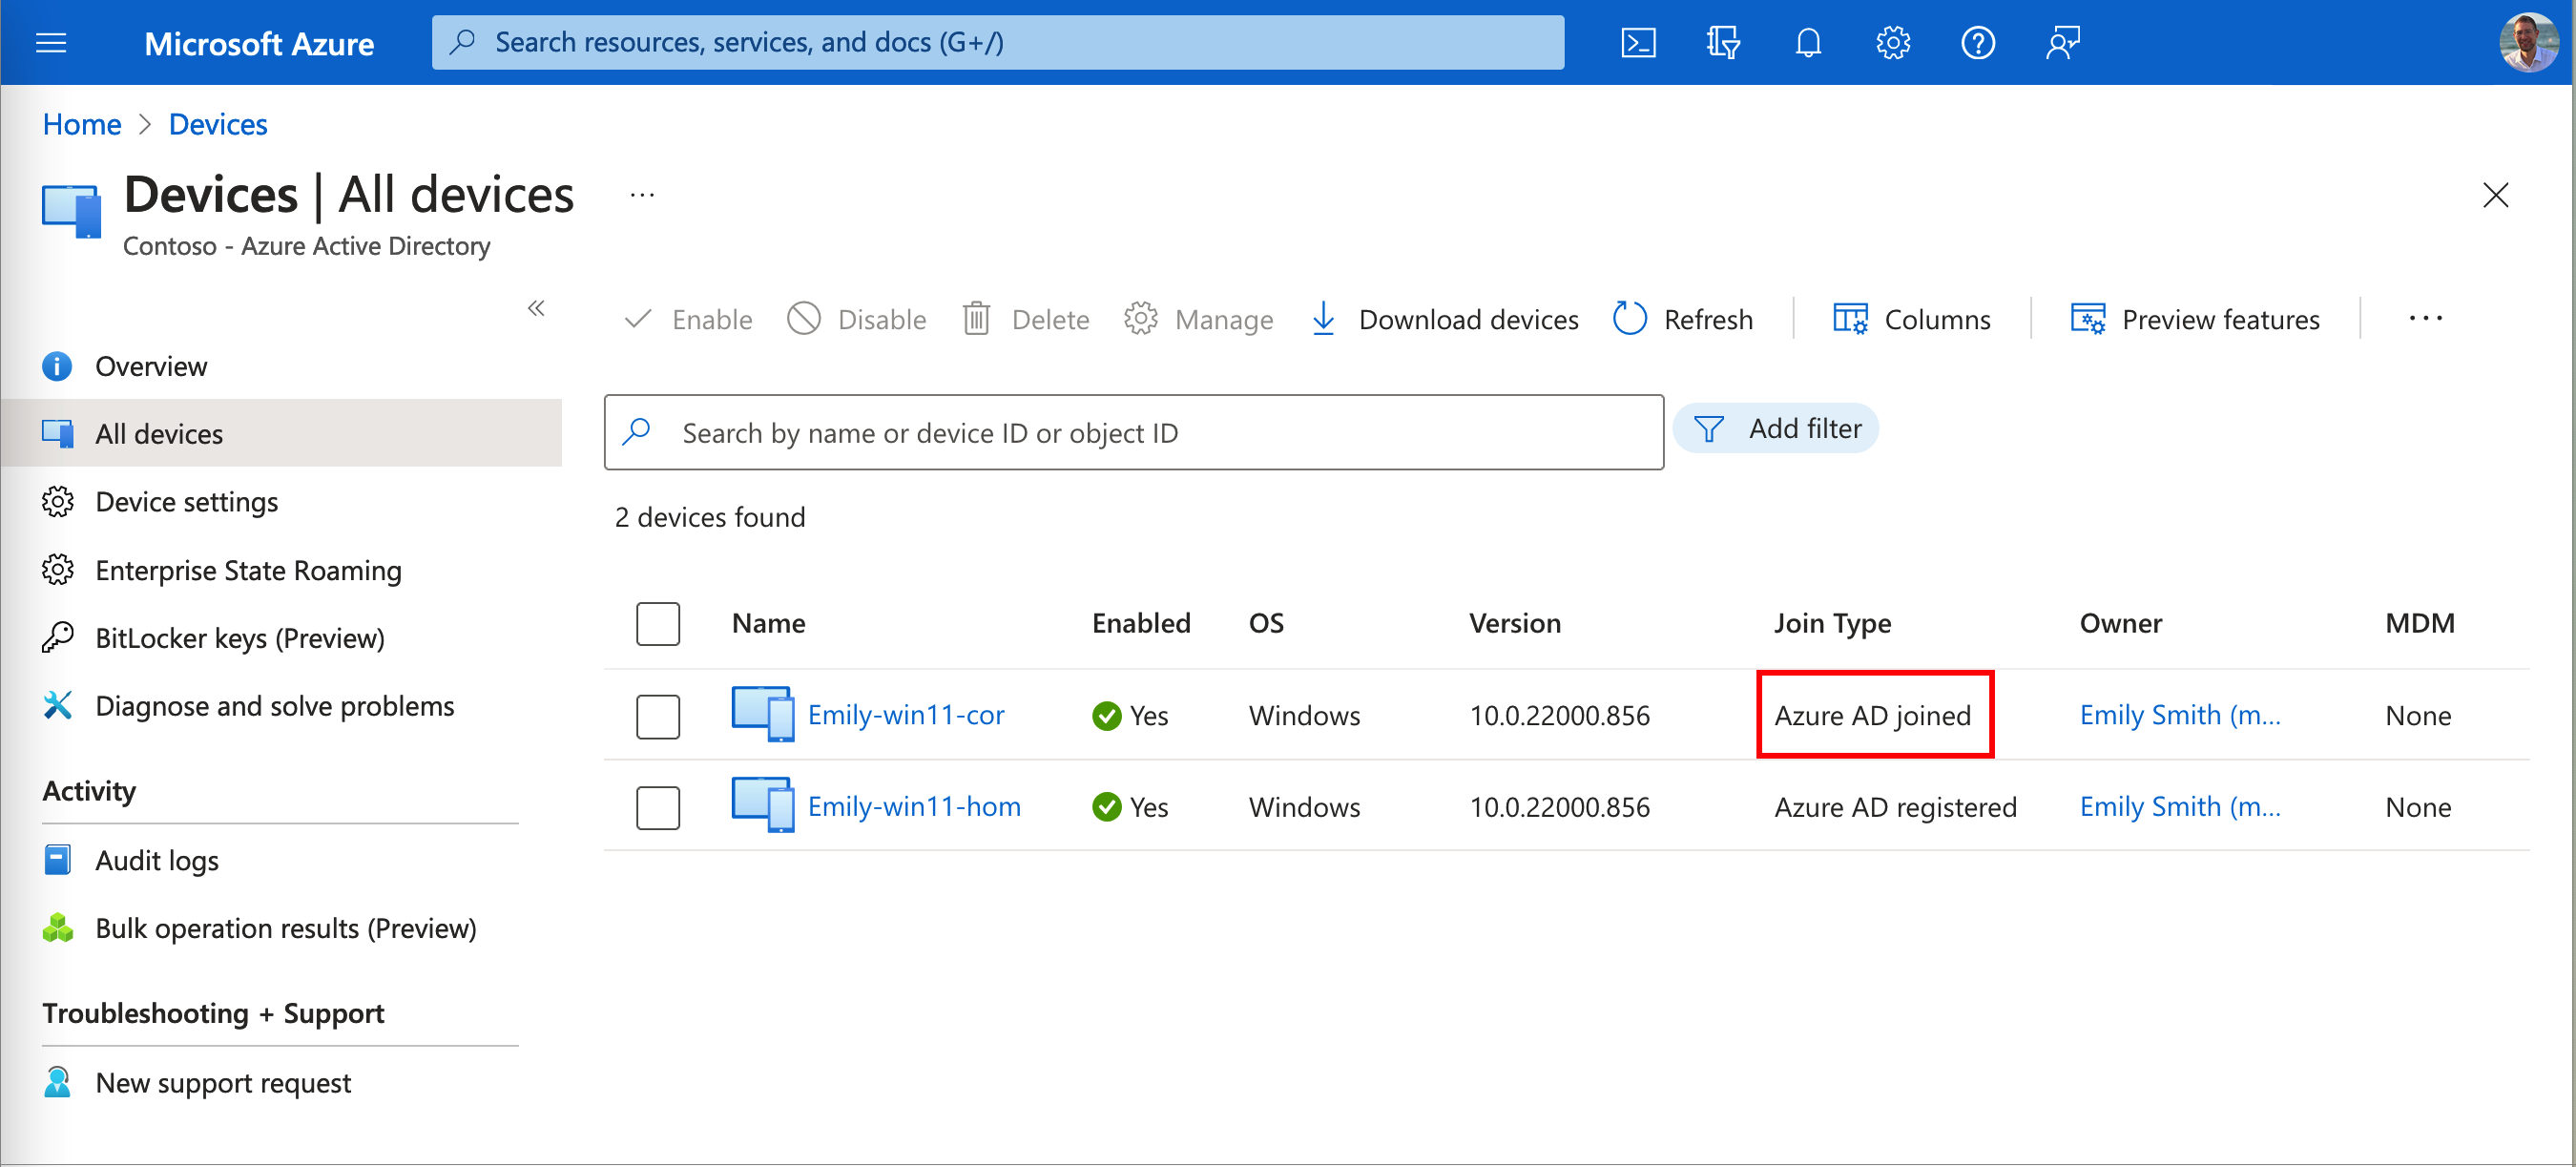 Microsoft Azure
Search resources, services, and docs (G+/)
Home > Devices
Devices | All devices ...
Contoso - Azure Active Directory
Enable Disable Delete Manage Download devices Refresh Columns Preview features ...
Overview
All devices
Device settings
Enterprise State Roaming
BitLocker keys (Preview)
Diagnose and solve problems
Activity
Audit logs
Bulk operation results (Preview)
Troubleshooting + Support
New support request
Search by name or device ID or object ID
Add filter
2 devices found
Name Enabled OS Version Join Type Owner MDM
Emily-win11-cor Yes Windows 10.0.22000.856 Azure AD joined Emily Smith (m... None
Emily-win11-hom Yes Windows 10.0.22000.856 Azure AD registered Emily Smith (m... None